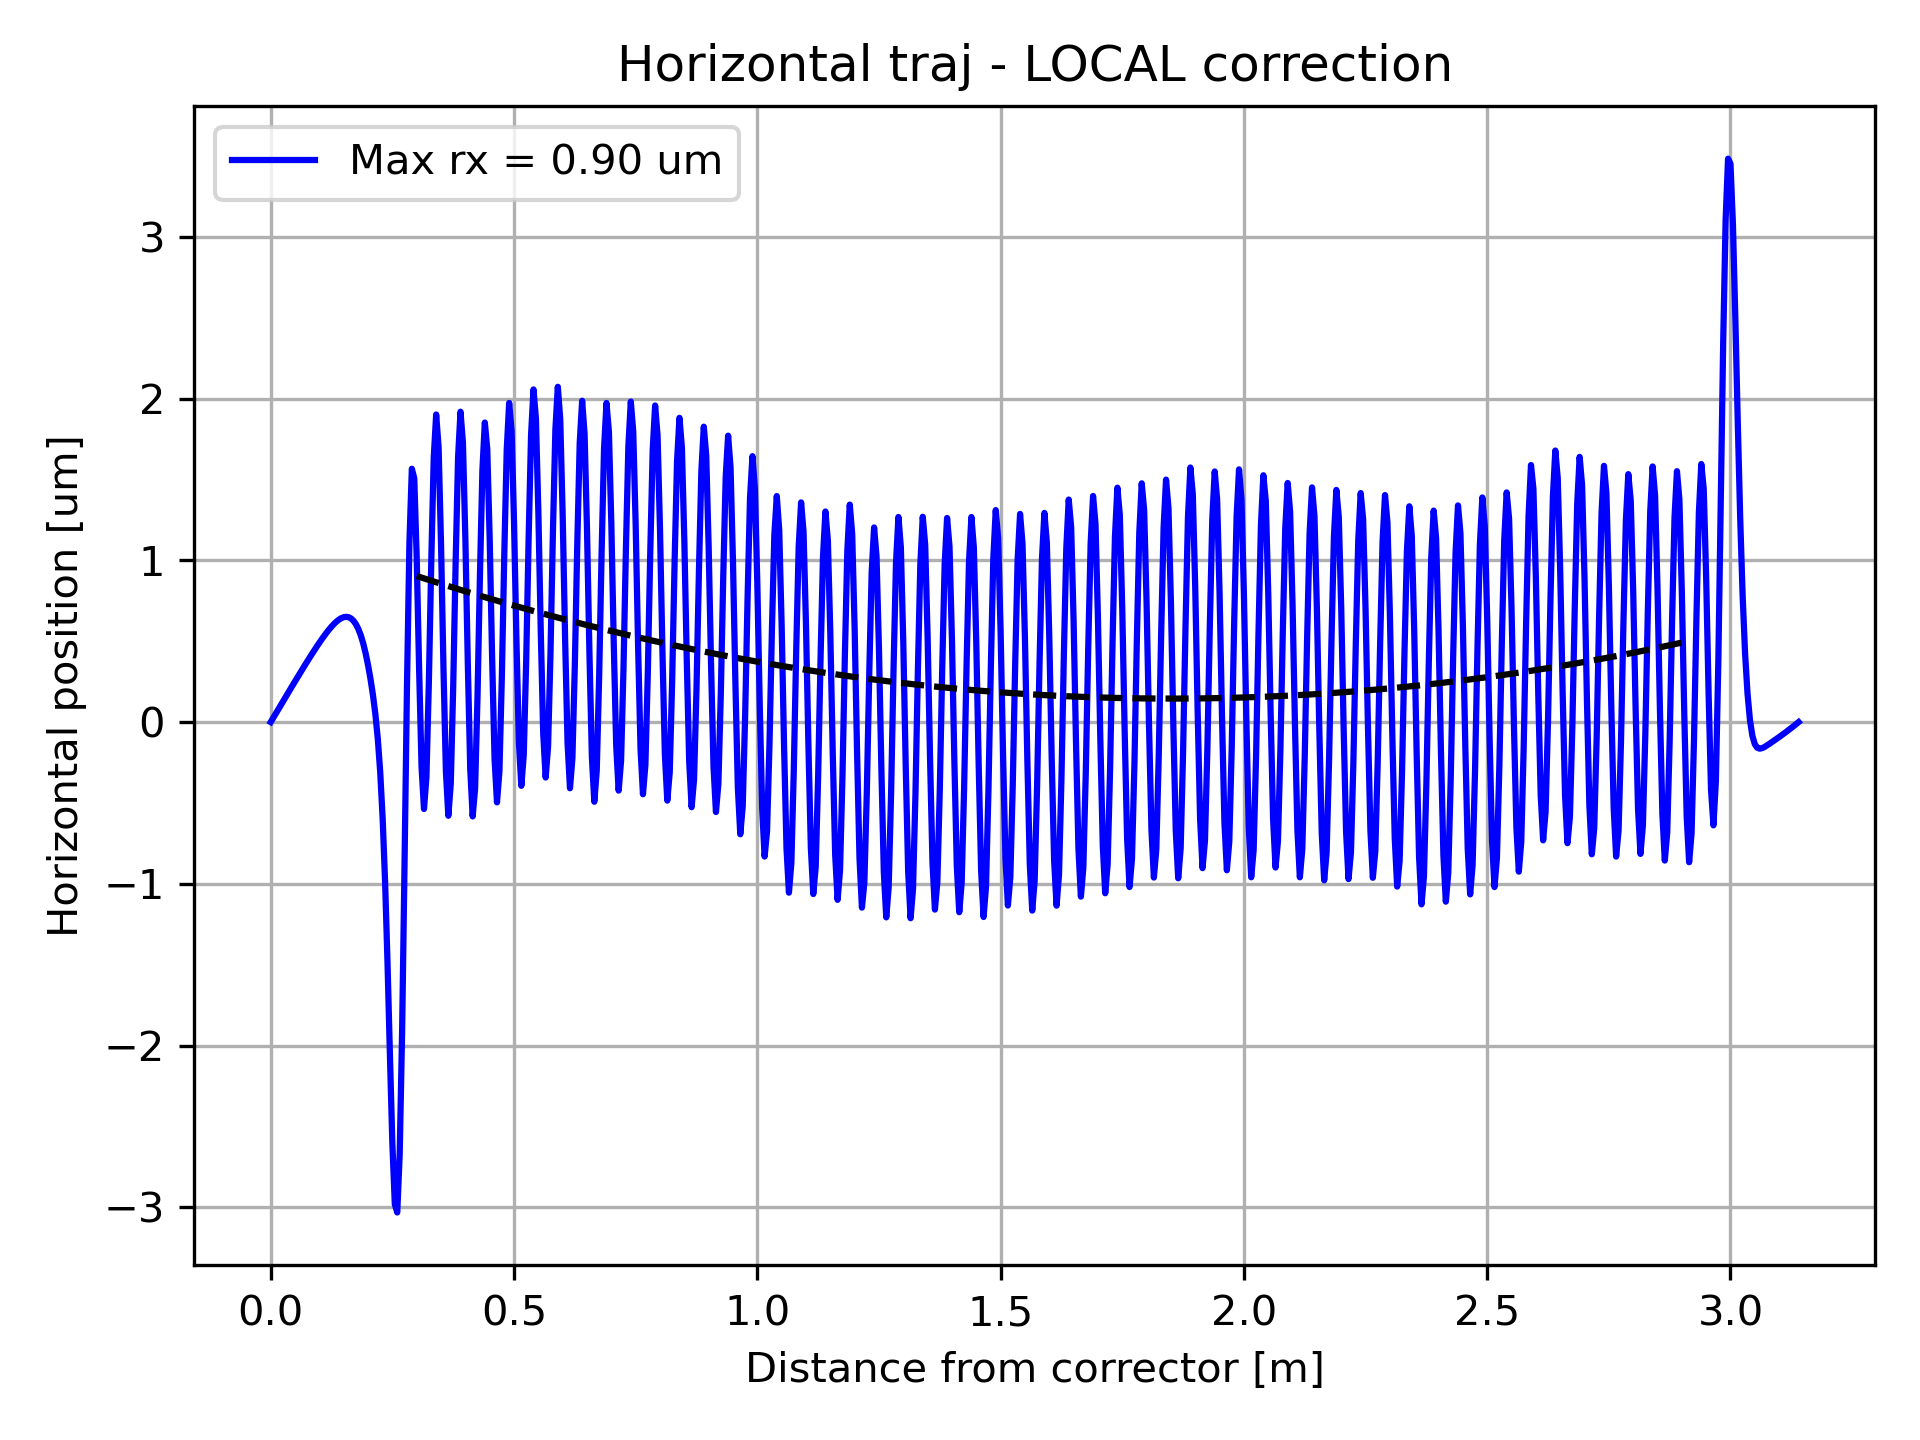 Horizontal traj - LOCAL correction
Max rx = 0.90 um
Horizontal position [um]
3
2
1
0
−1
−2
−3
0.0 0.5 1.0 1.5 2.0 2.5 3.0
Distance from corrector [m]